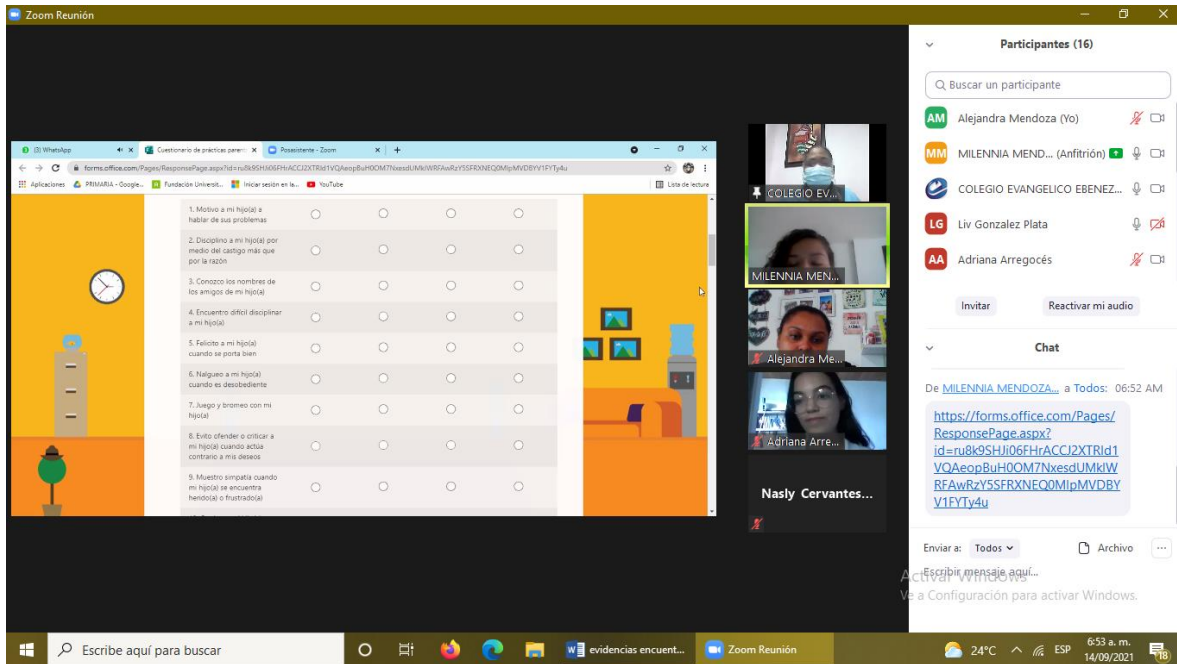 Zoom Reunión
(3) WhatsApp
Cuestionario de prácticas parent
Posasistente - Zoom
Aplicaciones
PRIMARIA - Google...
Fundación Universit...
Iniciar sesión en la...
YouTube
Lista de lectura
1. Motivo a mi hijo(a) a
hablar de sus problemas
2. Disciplino a mi hijo(a) por
medio del castigo más que
por la razón
3. Conozco los nombres de
los amigos de mi hijo(a)
4. Encuentro difícil disciplinar
a mi hijo(a)
5. Felicito a mi hijo(a)
cuando se porta bien
6. Nalgueo a mi hijo(a)
cuando es desobediente
7. Juego y bromeo con mi
hijo(a)
8. Evito ofender o criticar a
mi hijo(a) cuando actúa
contrario a mis deseos
9. Muestro simpatía cuando
mi hijo(a) se encuentra
herido(a) o frustrado(a)
COLEGIO EV...
MILENNIA MEN...
Alejandra Me...
Adriana Arre...
Nasly Cervantes...
Participantes (16)
Buscar un participante
AM Alejandra Mendoza (Yo)
MM MILENNIA MEND... (Anfitrión)
COLEGIO EVANGELICO EBENEZ...
LG Liv Gonzalez Plata
AA Adriana Arregocés
Invitar Reactivar mi audio
Chat
De MILENNIA MENDOZA... a Todos: 06:52 AM
https://forms.office.com/Pages/
ResponsePage.aspx?
id=ru8k9SHJi06FHrACCJ2XTRId1
VQAeopBuH0OM7NxesdUMklW
RFAwRzY5SFRXNEQ0MlpMVDBY
V1FYTy4u
Enviar a: Todos Archivo
Escribir mensaje aquí...
Activar Windows
Ve a Configuración para activar Windows.
Escribe aquí para buscar
evidencias encuent...
Zoom Reunión
24°C
ESP
6:53 a. m.
14/09/2021
18